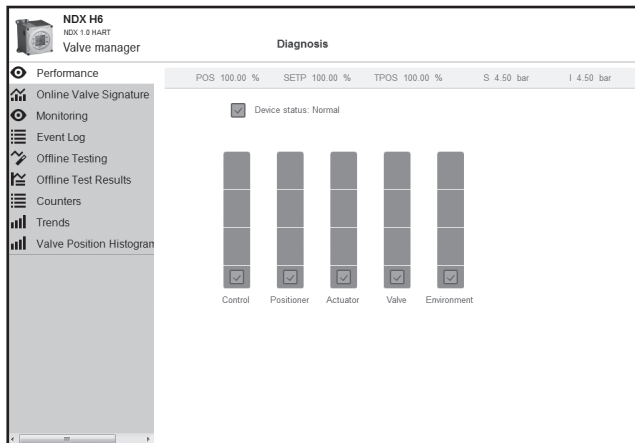 NDX H6
NDX 1.0 HART
Valve manager
Diagnosis
Performance
POS 100.00 % SETP 100.00 % TPOS 100.00 % S 4.50 bar I 4.50 bar
Online Valve Signature
Monitoring
Event Log
Offline Testing
Offline Test Results
Counters
Trends
Valve Position Histogram
Device status: Normal
Control Positioner Actuator Valve Environment